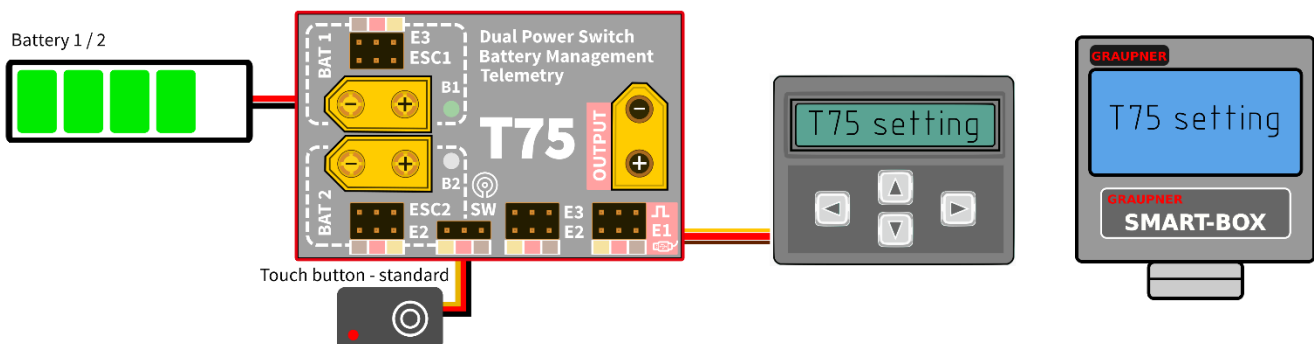 Battery 1 / 2
BAT 1
E3
ESC1
B1
Dual Power Switch
Battery Management
Telemetry
T75
OUTPUT
BAT 2
B2
ESC2
E2
SW
E3
E2
E1
Touch button - standard
T75 setting
GRAUPNER
T75 setting
GRAUPNER
SMART-BOX